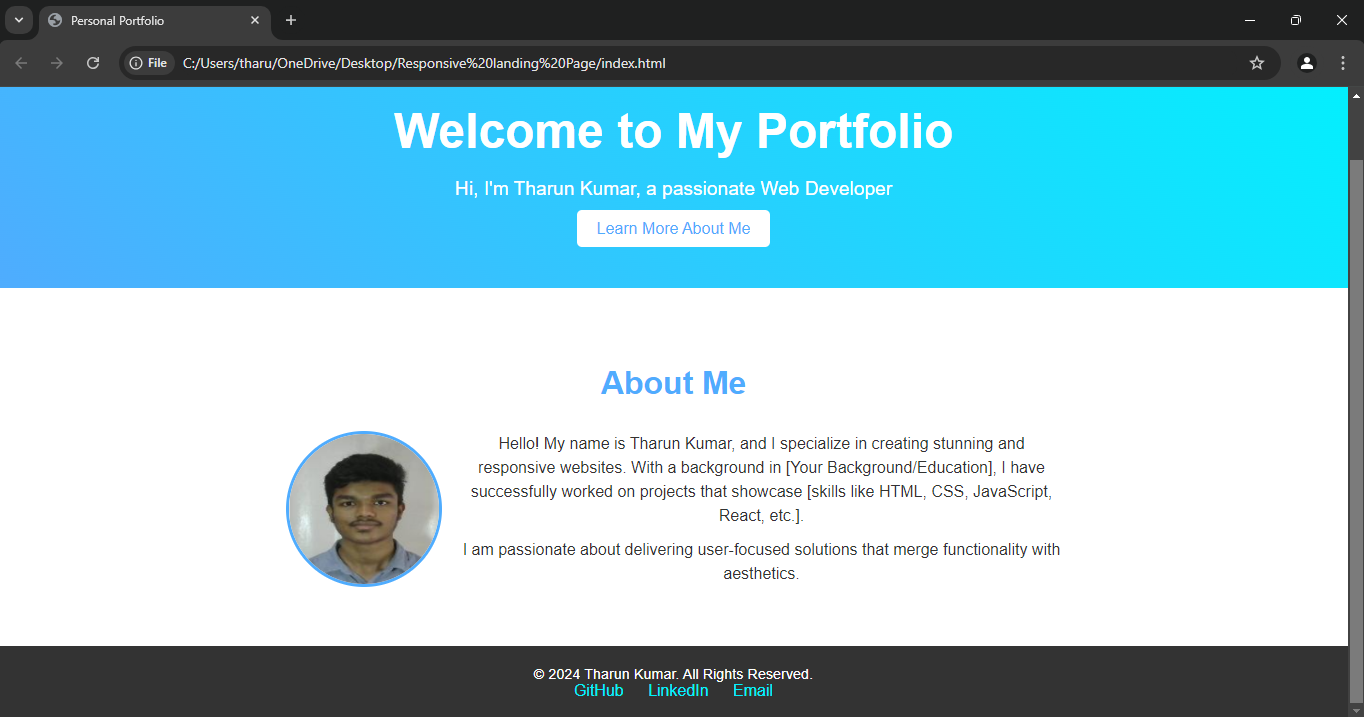 Personal Portfolio
File
C:/Users/tharu/OneDrive/Desktop/Responsive%20landing%20Page/index.html
Welcome to My Portfolio
Hi, I'm Tharun Kumar, a passionate Web Developer
Learn More About Me
About Me
Hello! My name is Tharun Kumar, and I specialize in creating stunning and
responsive websites. With a background in [Your Background/Education], I have
successfully worked on projects that showcase [skills like HTML, CSS, JavaScript,
React, etc.].
I am passionate about delivering user-focused solutions that merge functionality with
aesthetics.
© 2024 Tharun Kumar. All Rights Reserved.
GitHub LinkedIn Email